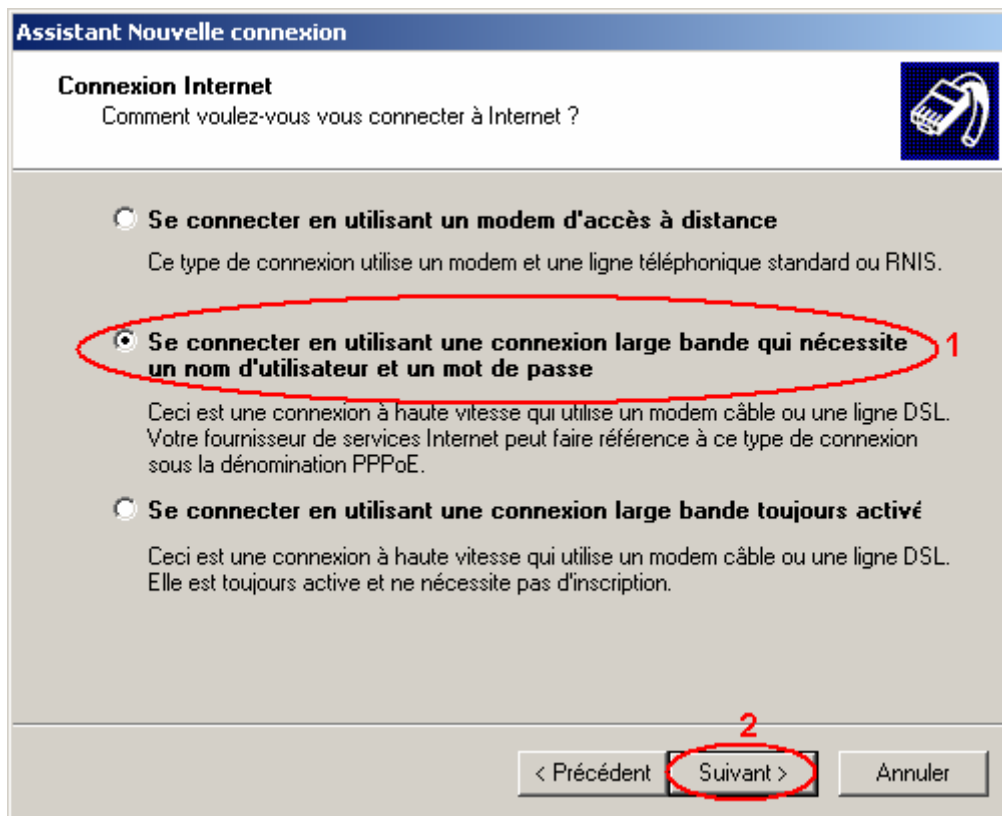 Assistant Nouvelle connexion
Connexion Internet
Comment voulez-vous vous connecter à Internet ?
Se connecter en utilisant un modem d'accès à distance
Ce type de connexion utilise un modem et une ligne téléphonique standard ou RNIS.
Se connecter en utilisant une connexion large bande qui nécessite 1
un nom d'utilisateur et un mot de passe
Ceci est une connexion à haute vitesse qui utilise un modem câble ou une ligne DSL.
Votre fournisseur de services Internet peut faire référence à ce type de connexion
sous la dénomination PPPoE.
Se connecter en utilisant une connexion large bande toujours activé
Ceci est une connexion à haute vitesse qui utilise un modem câble ou une ligne DSL.
Elle est toujours active et ne nécessite pas d'inscription.
2
< Précédent Suivant > Annuler